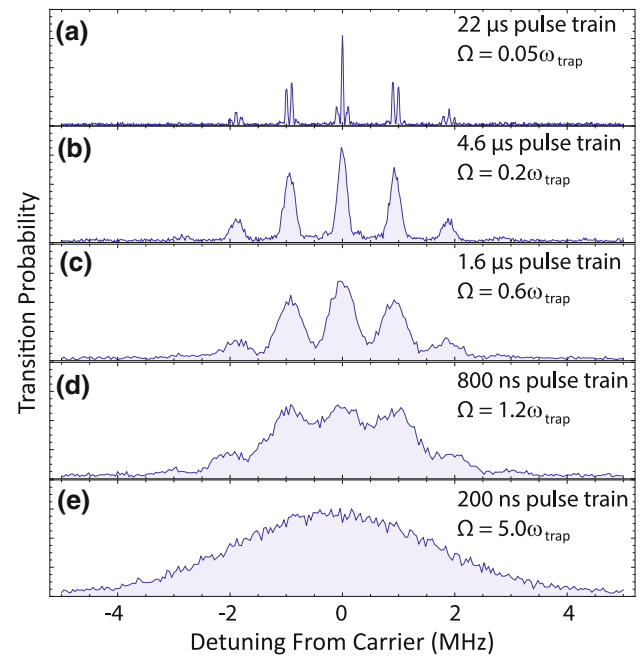 (a)
22 μs pulse train
Ω = 0.05ω_trap
(b)
4.6 μs pulse train
Ω = 0.2ω_trap
(c)
1.6 μs pulse train
Ω = 0.6ω_trap
(d)
800 ns pulse train
Ω = 1.2ω_trap
(e)
200 ns pulse train
Ω = 5.0ω_trap
Transition Probability
-4 -2 0 2 4
Detuning From Carrier (MHz)